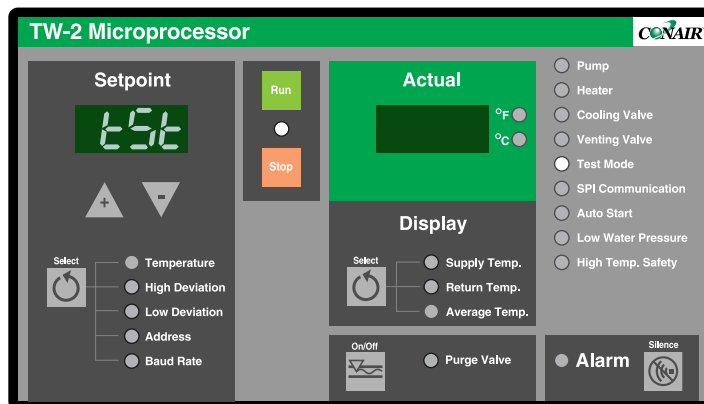 TW-2 Microprocessor
CONAIR
Setpoint
tSt
Run
Stop
+
-
Select
Temperature
High Deviation
Low Deviation
Address
Baud Rate
Actual
°F
°C
Display
Select
Supply Temp.
Return Temp.
Average Temp.
On/Off
Purge Valve
Pump
Heater
Cooling Valve
Venting Valve
Test Mode
SPI Communication
Auto Start
Low Water Pressure
High Temp. Safety
Alarm
Silence